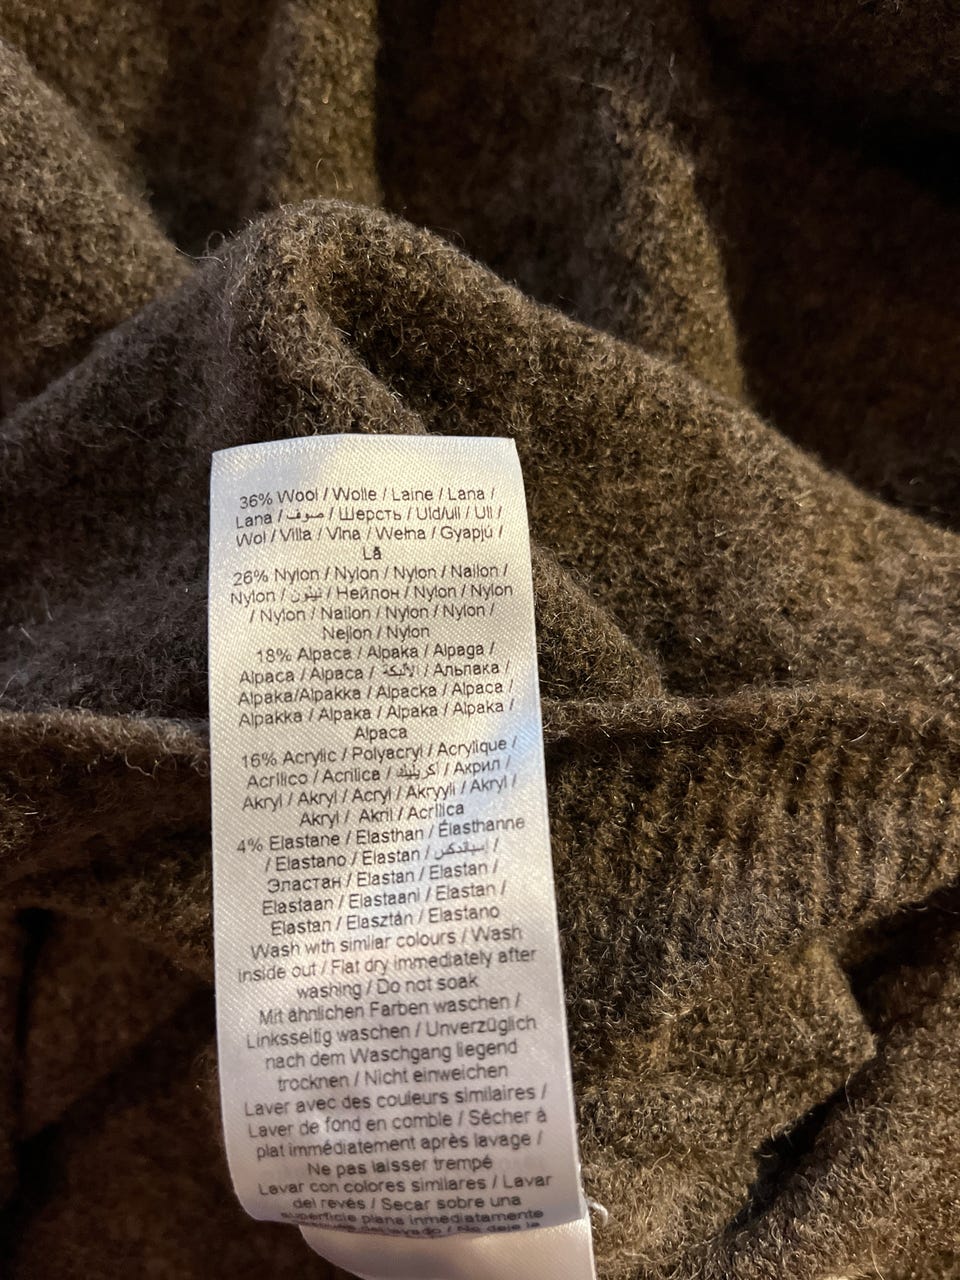 36% Wool / Wolle / Laine / Lana /
Lana / صوف / Шерсть / Uld/ull / Ull /
Wol / Villa / Vlna / Wełna / Gyapjú /
Lã
26% Nylon / Nylon / Nylon / Nailon /
Nylon / نيلون / Нейлон / Nylon / Nylon
/ Nylon / Nailon / Nylon / Nylon /
Nejlon / Nylon
18% Alpaca / Alpaka / Alpaga /
Alpaca / Alpaca / الألبكة / Альпака /
Alpaka/Alpakka / Alpacka / Alpaca /
Alpakka / Alpaka / Alpaka / Alpaka /
Alpaca
16% Acrylic / Polyacryl / Acrylique /
Acrílico / Acrilica / أكريليك / Акрил /
Akryl / Akryl / Acryl / Akryyli / Akryl /
Akryl / Akril / Acrílica
4% Elastane / Elasthan / Élasthanne
/ Elastano / Elastan / إسباندكس /
Эластан / Elastan / Elastan /
Elastaan / Elastaani / Elastan /
Elastan / Elasztán / Elastano
Wash with similar colours / Wash
inside out / Flat dry immediately after
washing / Do not soak
Mit ähnlichen Farben waschen /
Linksseitig waschen / Unverzüglich
nach dem Waschgang liegend
trocknen / Nicht einweichen
Laver avec des couleurs similaires /
Laver de fond en comble / Sécher à
plat immédiatement après lavage /
Ne pas laisser trempé
Lavar con colores similares / Lavar
del revés / Secar sobre una
superficie plana inmediatamente